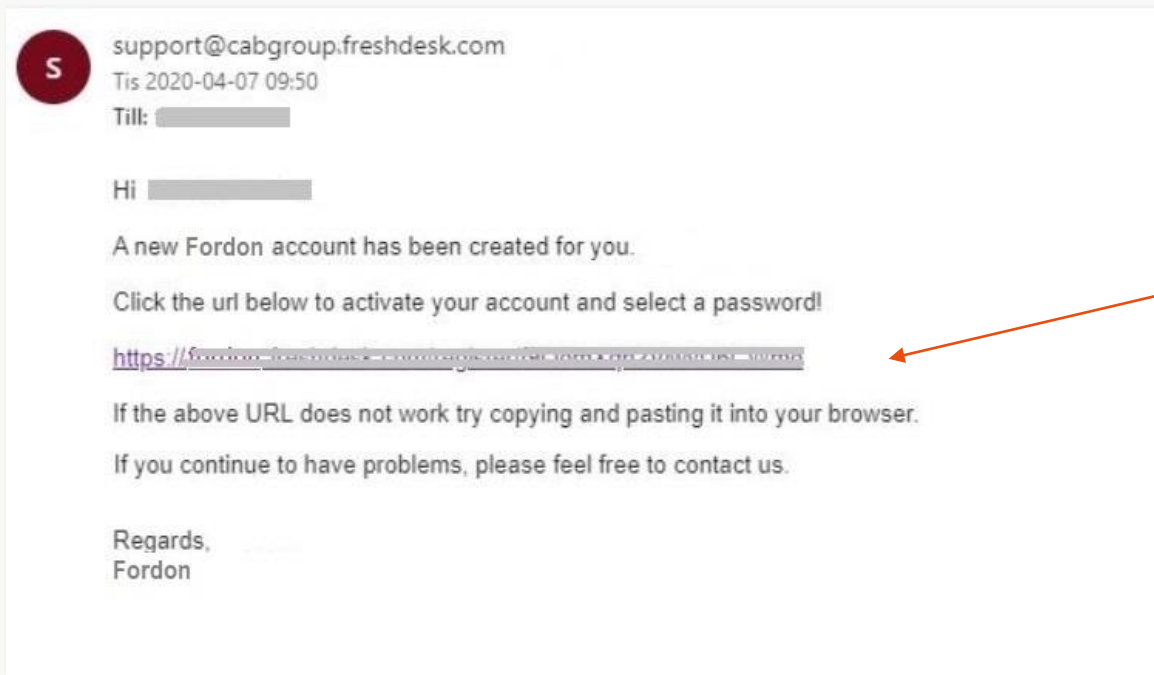 S
support@cabgroup.freshdesk.com
Tis 2020-04-07 09:50
Till:
Hi
A new Fordon account has been created for you.
Click the url below to activate your account and select a password!
https://
If the above URL does not work try copying and pasting it into your browser.
If you continue to have problems, please feel free to contact us.
Regards,
Fordon